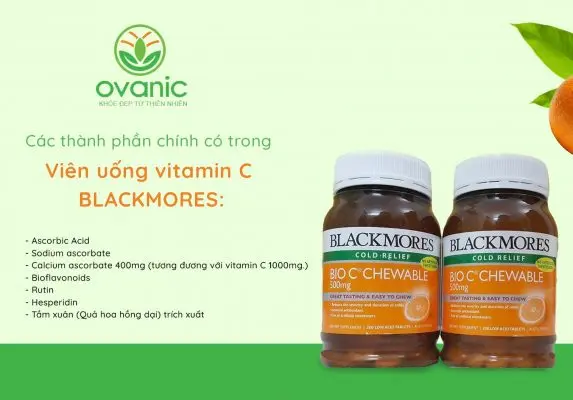 ovanic
KHỎE ĐẸP TỪ THIÊN NHIÊN
Các thành phần chính có trong
Viên uống vitamin C
BLACKMORES:
- Ascorbic Acid
- Sodium ascorbate
- Calcium ascorbate 400mg (tương đương với vitamin C 1000mg.)
- Bioflavonoids
- Rutin
- Hesperidin
- Tầm xuân (Quả hoa hồng dại) trích xuất
BLACKMORES
COLD RELIEF
BIO C CHEWABLE
500mg
GREAT TASTING & EASY TO CHEW
BLACKMORES
COLD RELIEF
BIO C CHEWABLE
500mg
GREAT TASTING & EASY TO CHEW